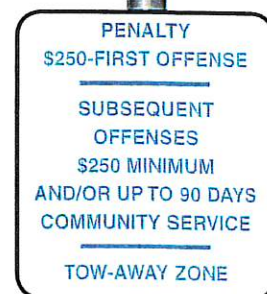 PENALTY
$250-FIRST OFFENSE
SUBSEQUENT
OFFENSES
$250 MINIMUM
AND/OR UP TO 90 DAYS
COMMUNITY SERVICE
TOW-AWAY ZONE